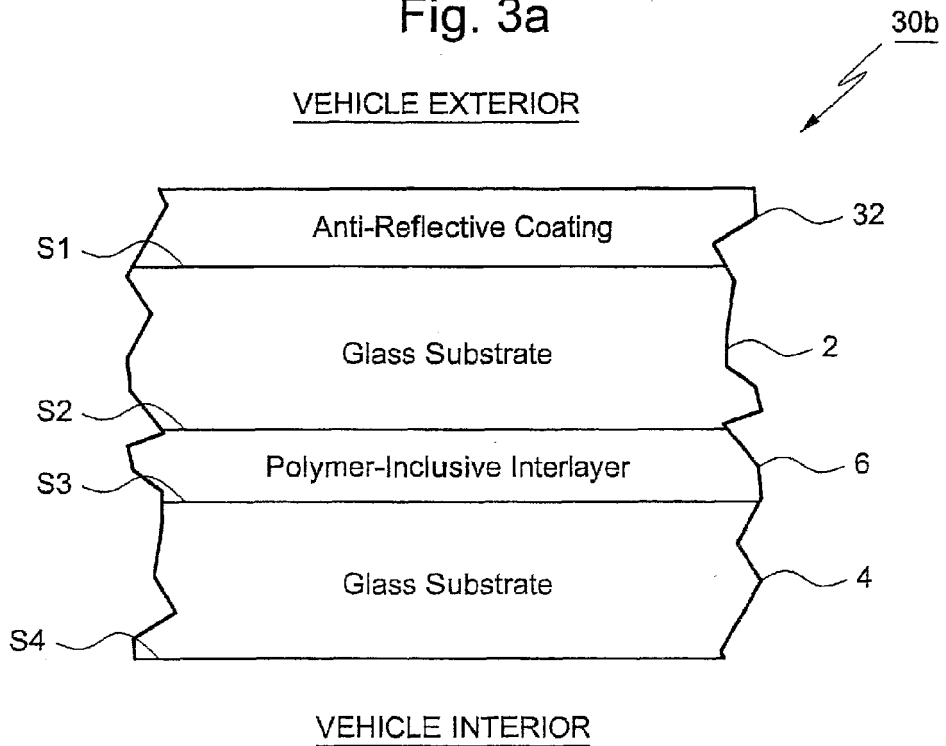 Fig. 3a
30b
VEHICLE EXTERIOR
Anti-Reflective Coating
32
S1
Glass Substrate
2
S2
Polymer-Inclusive Interlayer
6
S3
Glass Substrate
4
S4
VEHICLE INTERIOR